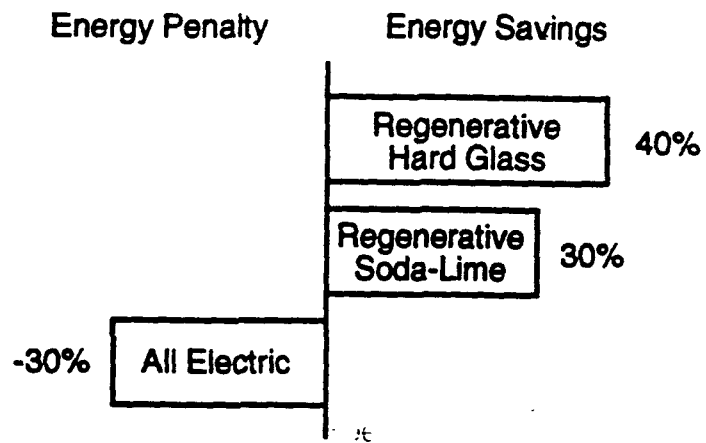 Energy Penalty Energy Savings
Regenerative
Hard Glass
40%
Regenerative
Soda-Lime
30%
-30%
All Electric